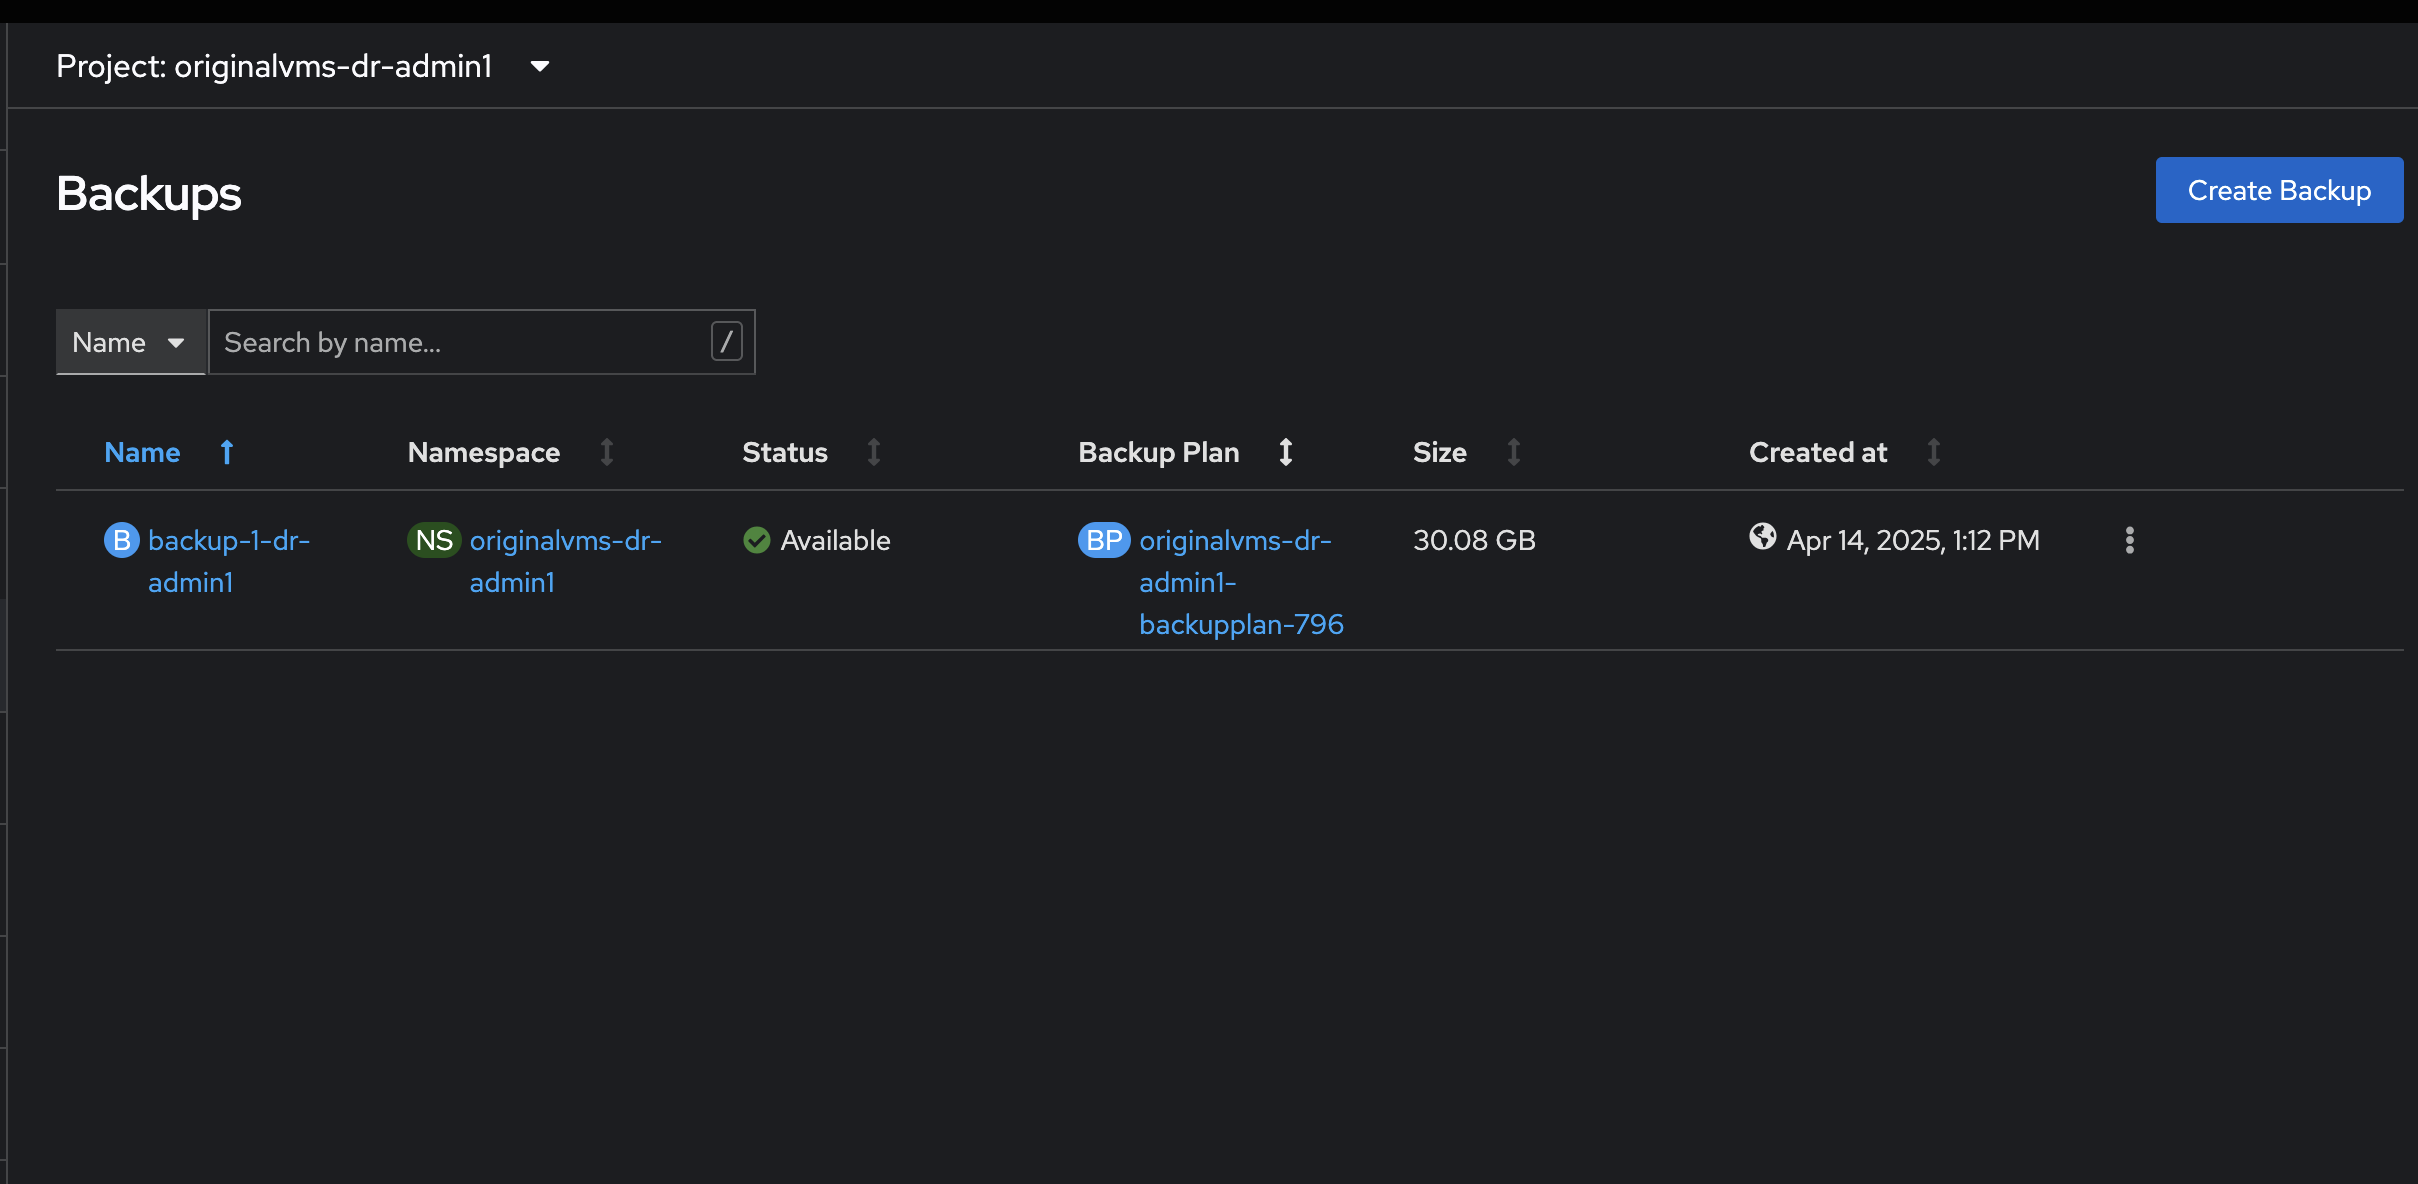 Project: originalvms-dr-admin1
Backups
Create Backup
Name
Search by name...
/
Name Namespace Status Backup Plan Size Created at
B backup-1-dr- NS originalvms-dr- Available BP originalvms-dr- 30.08 GB Apr 14, 2025, 1:12 PM
admin1 admin1 admin1-
backupplan-796